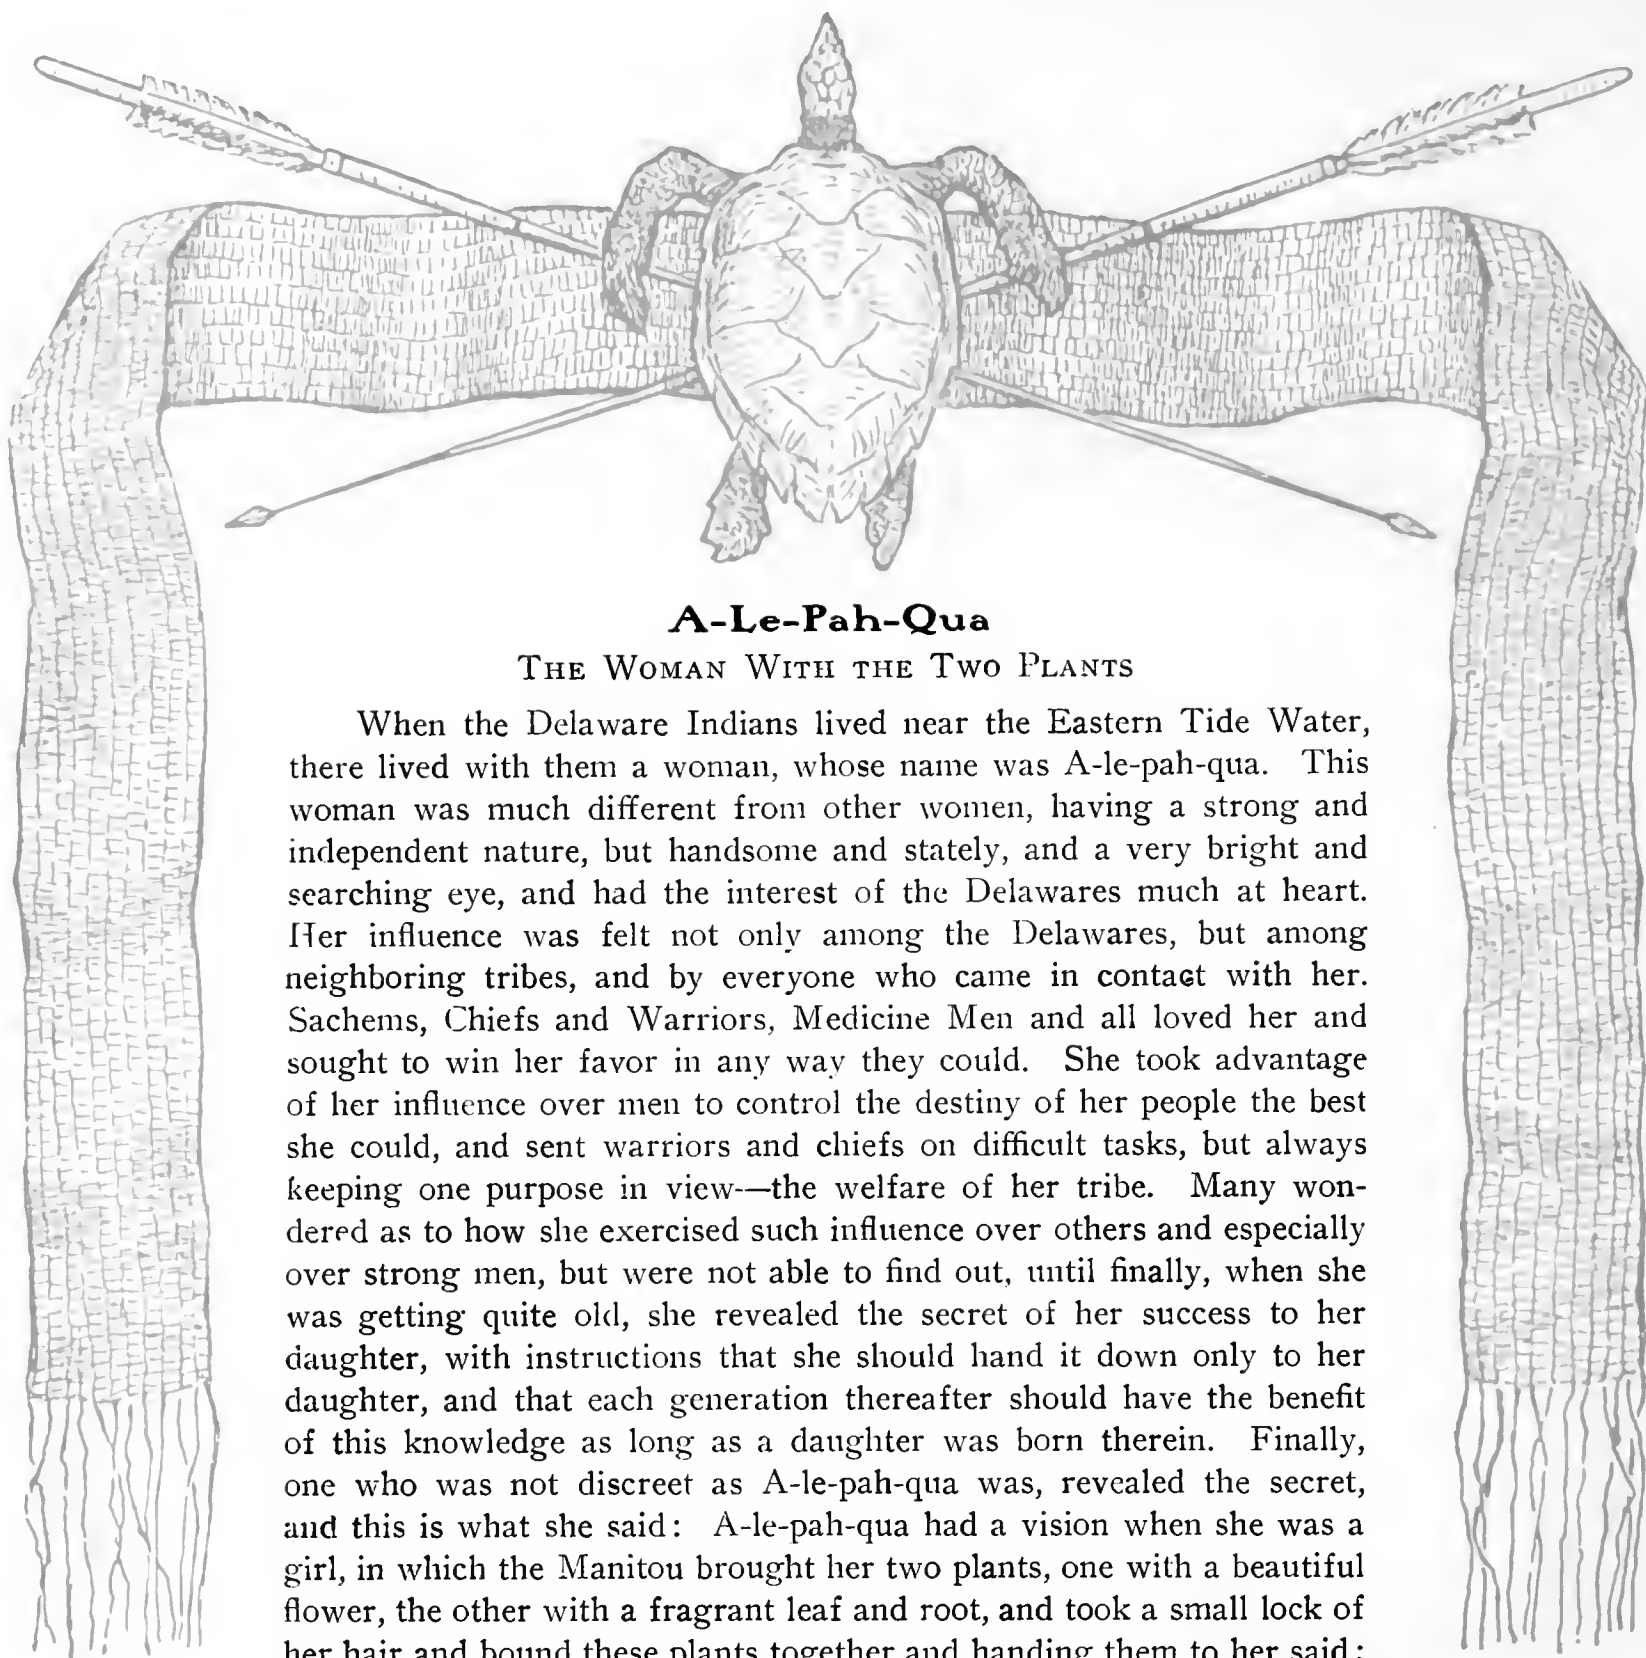 A-Le-Pah-Qua
The Woman With the Two Plants
When the Delaware Indians lived near the Eastern Tide Water,
there lived with them a woman, whose name was A-le-pah-qua. This
woman was much different from other women, having a strong and
independent nature, but handsome and stately, and a very bright and
searching eye, and had the interest of the Delawares much at heart.
Her influence was felt not only among the Delawares, but among
neighboring tribes, and by everyone who came in contact with her.
Sachems, Chiefs and Warriors, Medicine Men and all loved her and
sought to win her favor in any way they could. She took advantage
of her influence over men to control the destiny of her people the best
she could, and sent warriors and chiefs on difficult tasks, but always
keeping one purpose in view—the welfare of her tribe. Many won-
dered as to how she exercised such influence over others and especially
over strong men, but were not able to find out, until finally, when she
was getting quite old, she revealed the secret of her success to her
daughter, with instructions that she should hand it down only to her
daughter, and that each generation thereafter should have the benefit
of this knowledge as long as a daughter was born therein. Finally,
one who was not discreet as A-le-pah-qua was, revealed the secret,
and this is what she said: A-le-pah-qua had a vision when she was a
girl, in which the Manitou brought her two plants, one with a beautiful
flower, the other with a fragrant leaf and root, and took a small lock of
her hair and bound these plants together and handing them to her said: